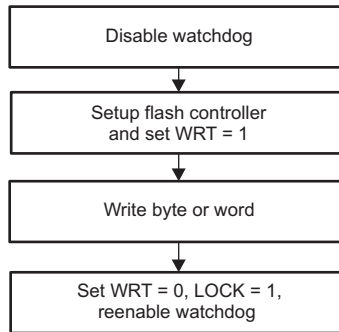 Disable watchdog
Setup flash controller
and set WRT = 1
Write byte or word
Set WRT = 0, LOCK = 1,
reenable watchdog